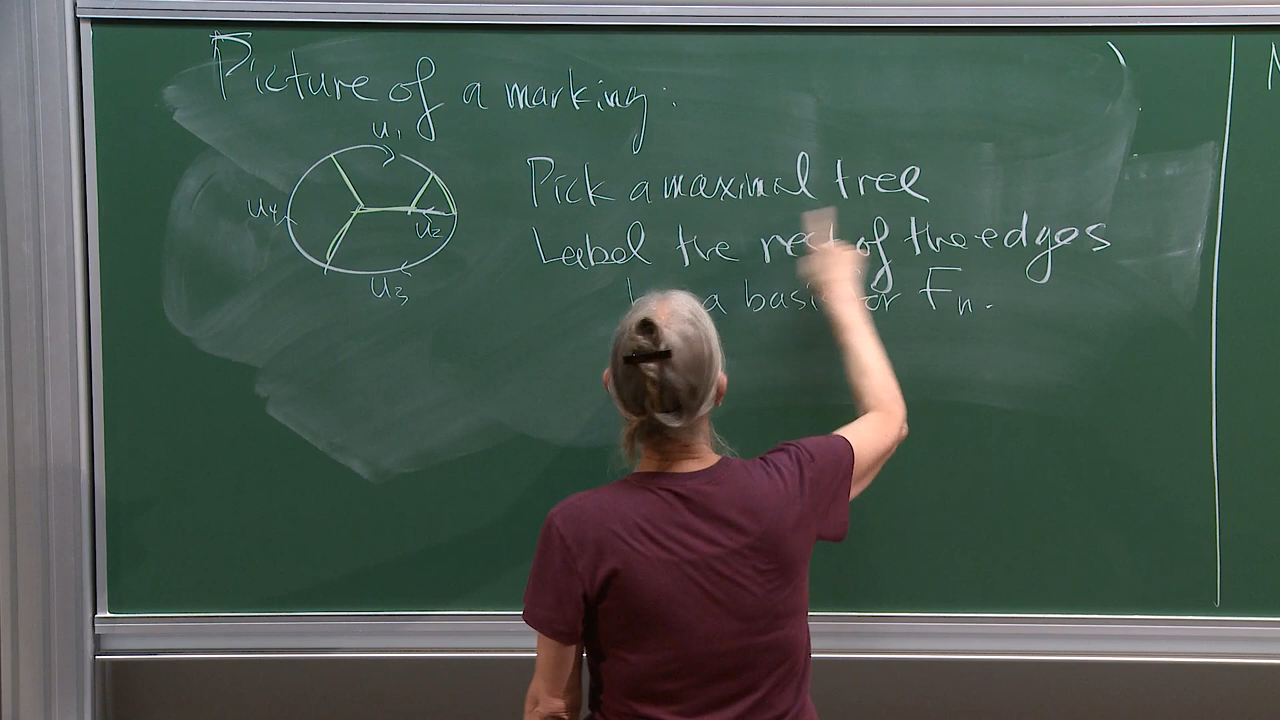 Picture of a marking:
u₁
u₄
u₂
u₃
Pick a maximal tree
Label the rest of the edges
a basis for Fₙ.